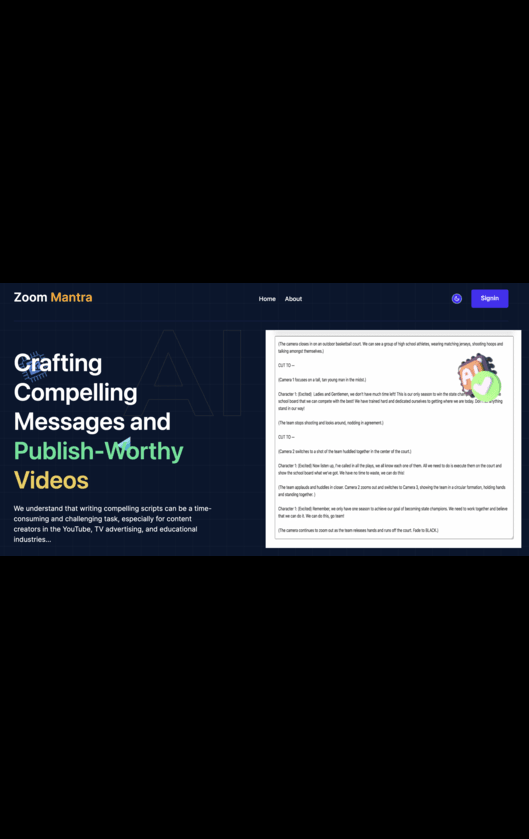 Zoom Mantra
Home About
Signin
AI
Crafting
Compelling
Messages and
Publish-Worthy
Videos
We understand that writing compelling scripts can be a time-
consuming and challenging task, especially for content
creators in the YouTube, TV advertising, and educational
industries...
(The camera closes in on an outdoor basketball court. We can see a group of high school athletes, wearing matching jerseys, shooting hoops and
talking amongst themselves.)
CUT TO --
(Camera 1 focuses on a tall, tan young man in the midst.)
Character 1: (Excited) Ladies and Gentlemen, we don't have much time left! This is our only season to win the state
school board that we can compete with the best! We have trained hard and dedicated ourselves to getting where we are today.
stand in our way!
(The team stops shooting and looks around, nodding in agreement.)
CUT TO --
(Camera 2 switches to a shot of the team huddled together in the center of the court.)
Character 1: (Excited) Now listen up, I've called in all the plays; we all know each one of them. All we need to do is execute them on the court and
show the school board what we've got. We have no time to waste, we can do this!
(The team applauds and huddles in closer. Camera 2 zooms out and switches to Camera 3, showing the team in a circular formation, holding hands
and standing together. )
Character 1: (Excited) Remember, we only have one season to achieve our goal of becoming state champions. We need to work together and believe
that we can do it. We can do this, go team!
(The camera continues to zoom out as the team releases hands and runs off the court. Fade to BLACK.)